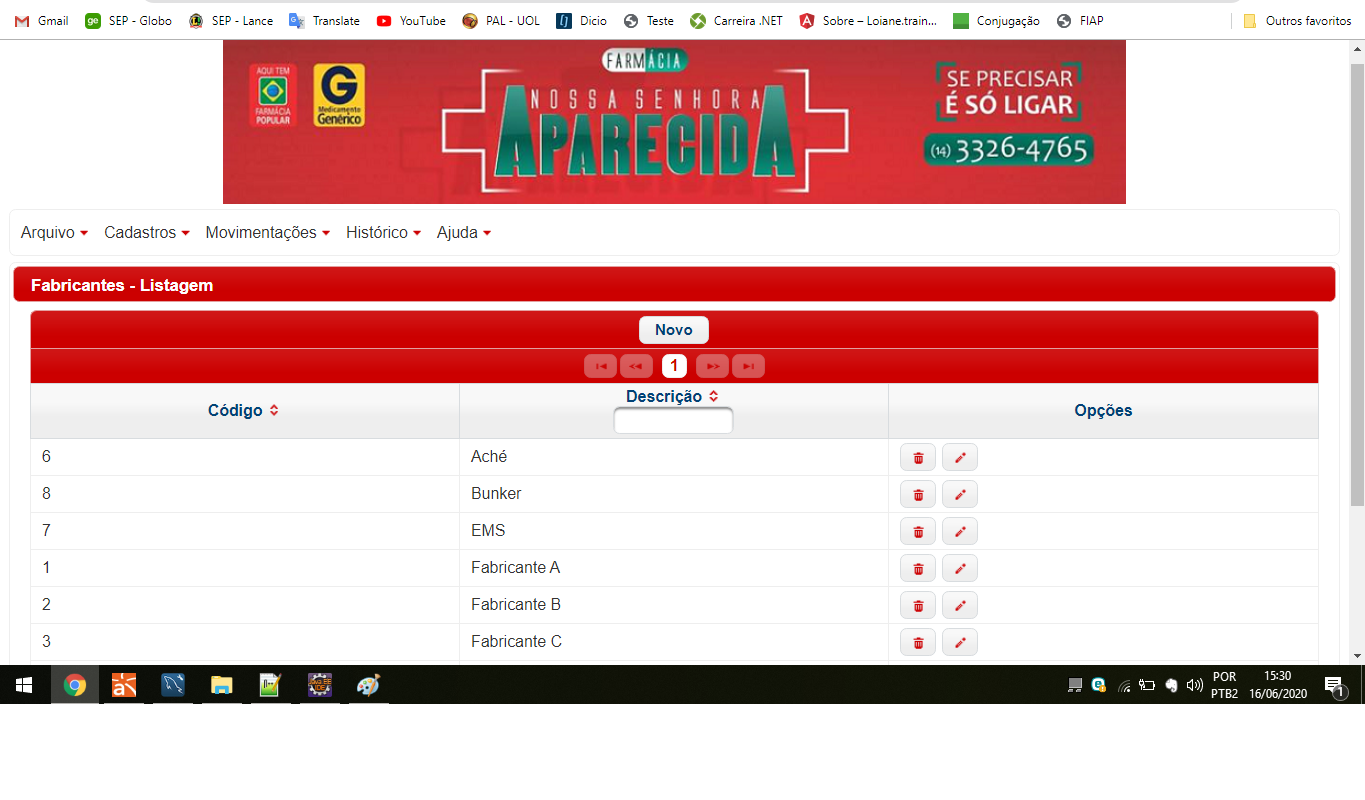 Gmail SEP - Globo SEP - Lance Translate YouTube PAL - UOL Dicio Teste Carreira .NET Sobre – Loiane.train... Conjugação FIAP Outros favoritos
AQUI TEM
FARMÁCIA
POPULAR
G
Medicamento
Genérico
FARMÁCIA
NOSSA SENHORA
APARECIDA
SE PRECISAR
É SÓ LIGAR
(14) 3326-4765
Arquivo Cadastros Movimentações Histórico Ajuda
Fabricantes - Listagem
Novo
1
Código Descrição Opções
6 Aché
8 Bunker
7 EMS
1 Fabricante A
2 Fabricante B
3 Fabricante C
POR 15:30
PTB2 16/06/2020 1